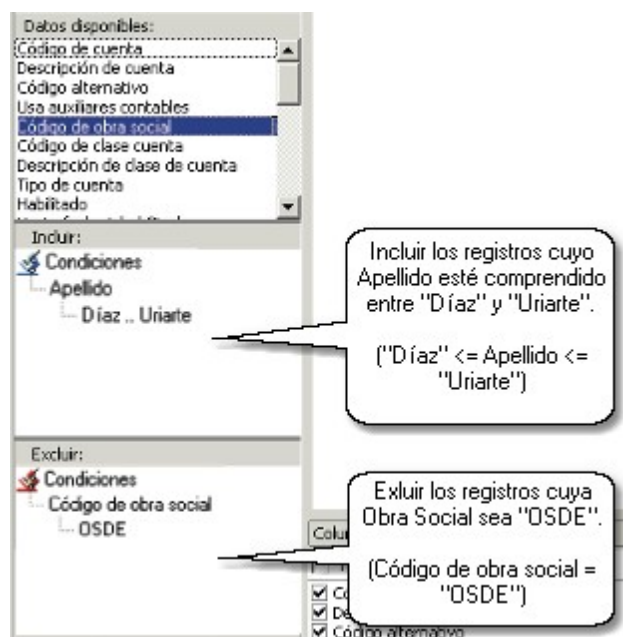 Datos disponibles:
Código de cuenta
Descripción de cuenta
Código alternativo
Usa auxiliares contables
Código de obra social
Código de clase cuenta
Descripción de clase de cuenta
Tipo de cuenta
Habilitado
Incluir:
Condiciones
Apellido
Díaz .. Uriarte
Incluir los registros cuyo
Apellido esté comprendido
entre "Díaz" y "Uriarte".
("Díaz" <= Apellido <=
"Uriarte")
Excluir:
Condiciones
Código de obra social
OSDE
Exluir los registros cuya
Obra Social sea "OSDE".
(Código de obra social =
"OSDE")
Colu
Có
De
Código alternativo